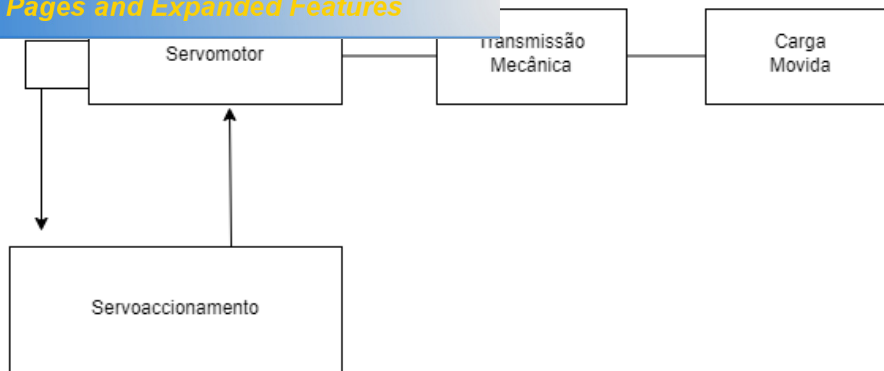 Pages and Expanded Features
Servomotor
Transmissão
Mecânica
Carga
Movida
Servoaccionamento